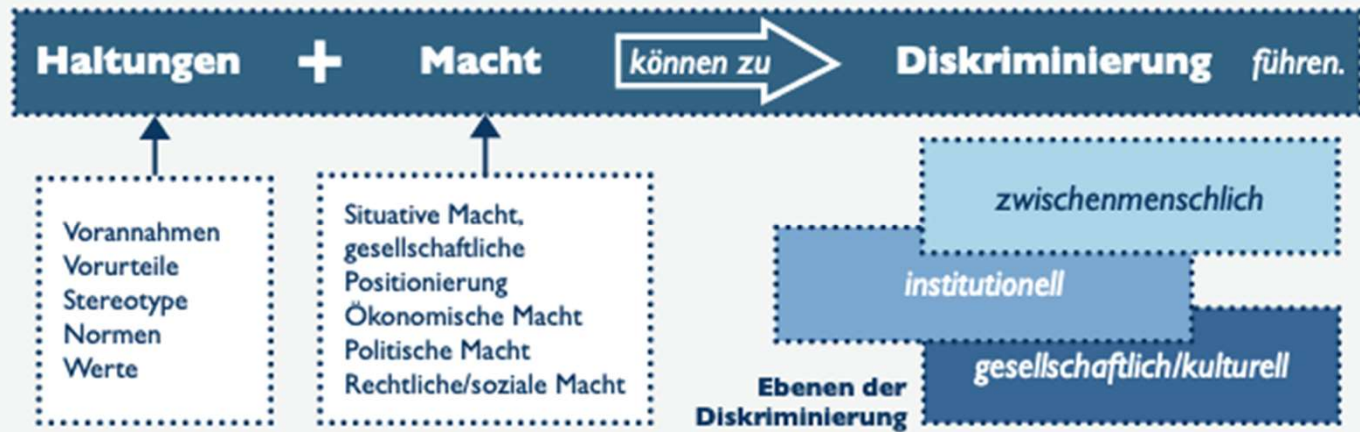 Haltungen + Macht können zu Diskriminierung führen.
Vorannahmen
Vorurteile
Stereotype
Normen
Werte
Situative Macht,
gesellschaftliche
Positionierung
Ökonomische Macht
Politische Macht
Rechtliche/soziale Macht
zwischenmenschlich
institutionell
gesellschaftlich/kulturell
Ebenen der
Diskriminierung